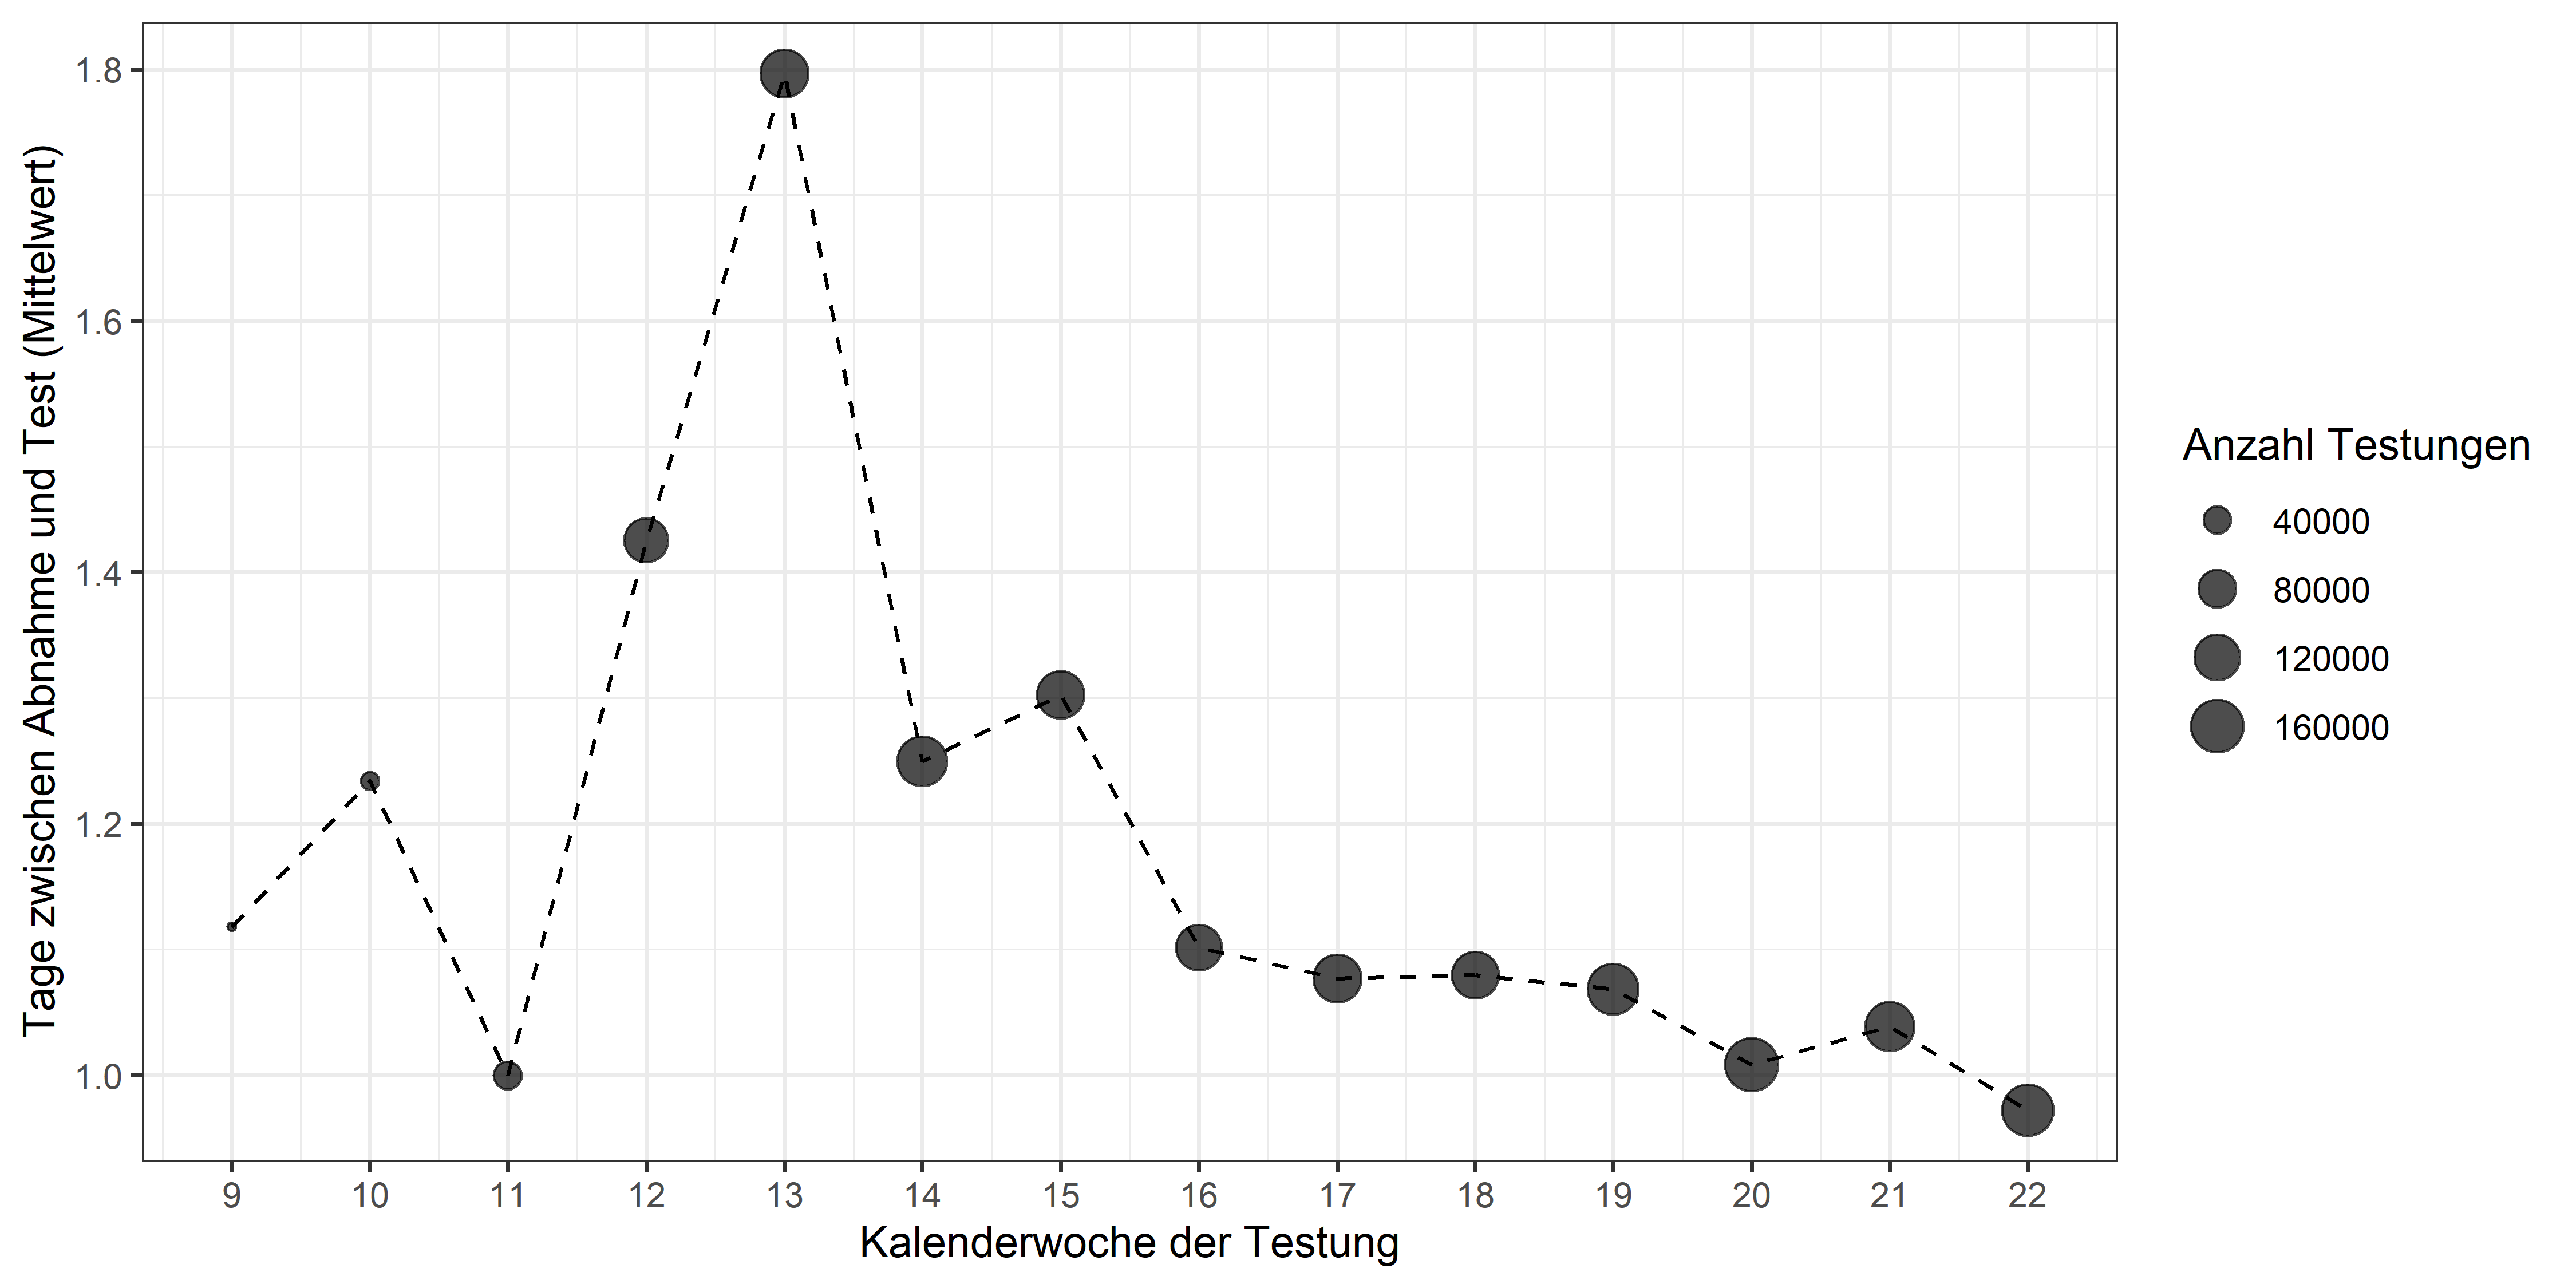 Tage zwischen Abnahme und Test (Mittelwert)
1.8
1.6
1.4
1.2
1.0
9 10 11 12 13 14 15 16 17 18 19 20 21 22
Kalenderwoche der Testung
Anzahl Testungen
40000
80000
120000
160000